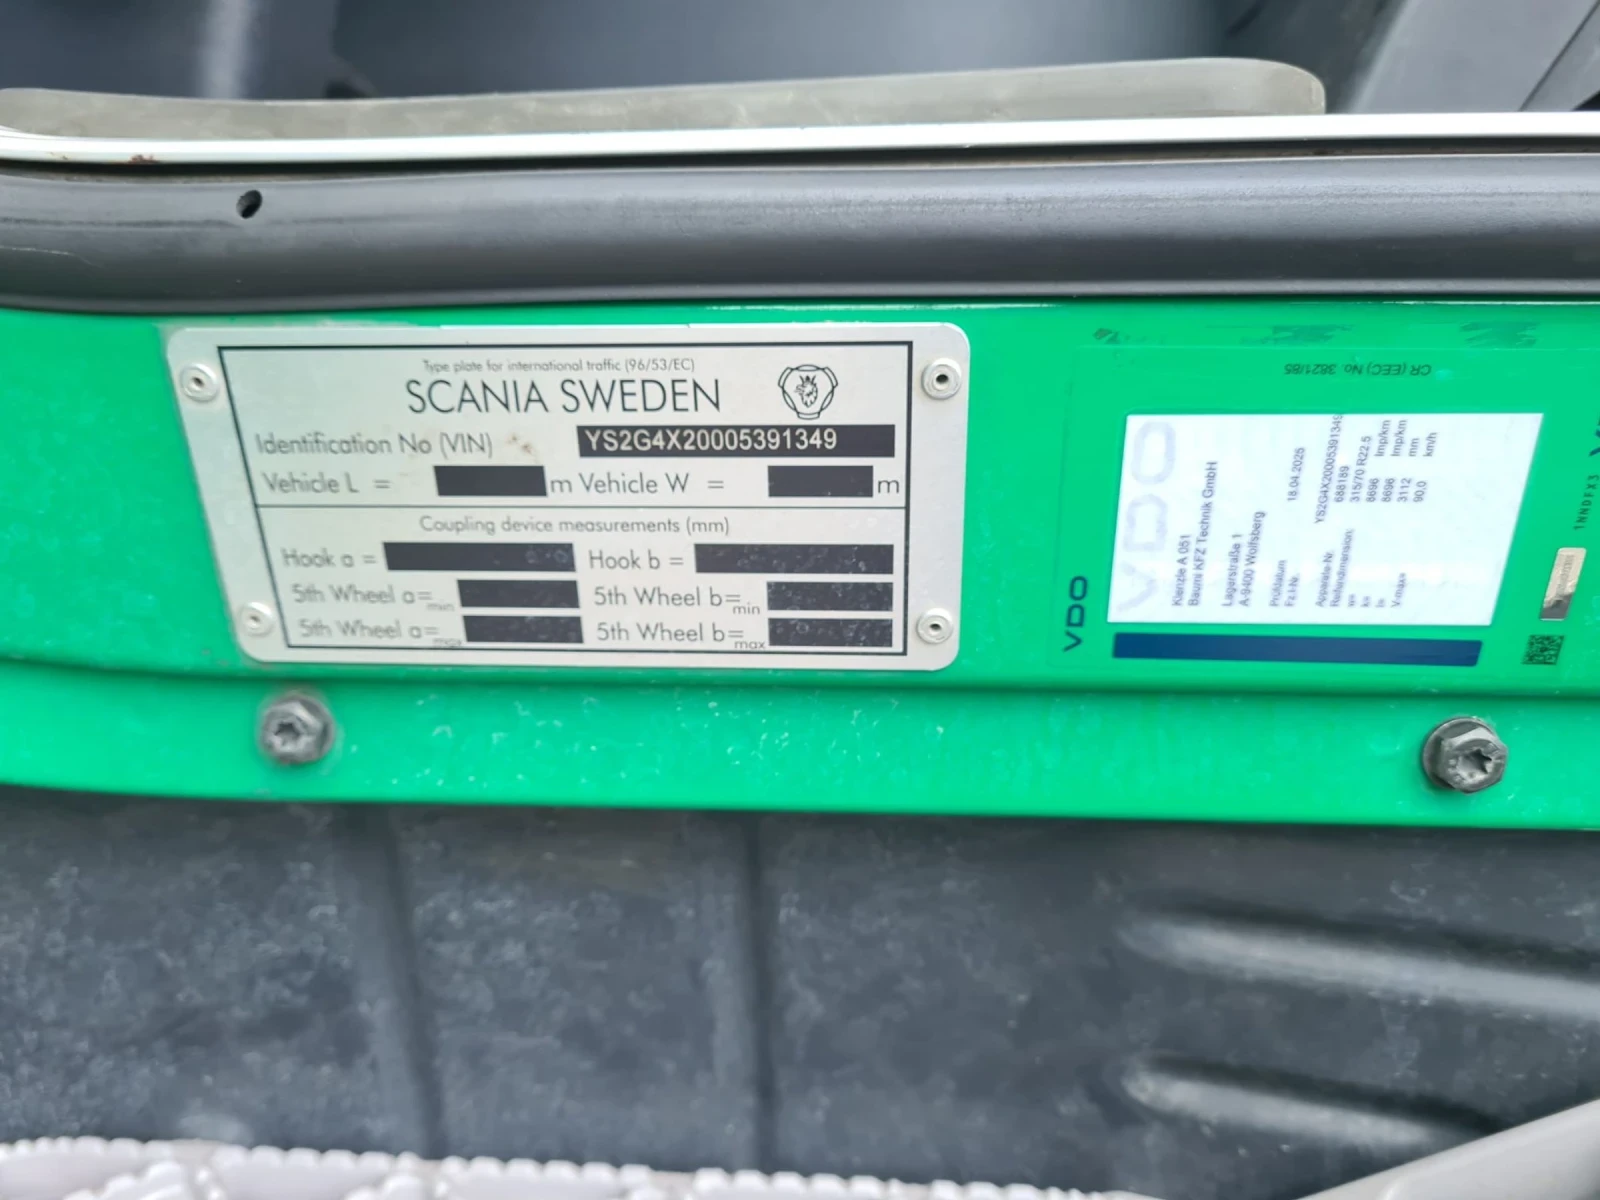 Type plate for international traffic (96/53/EC)
SCANIA SWEDEN
Identification No (VIN) YS2G4X20005391349
Vehicle L = m Vehicle W = m
Coupling device measurements (mm)
Hook a = Hook b =
5th Wheel a=min 5th Wheel b=min
5th Wheel a=max 5th Wheel b=max
CR (EEC) No 3821/85
VDO
VDO
Kienzle A 051
Bauml KFZ Technik GmbH
Lagerstraße 1
A-9400 Wolfsberg
Prüfdatum 18.04.2025
Fz.I-Nr. YS2G4X20005391349
Apparate-Nr. 688189
Reifendimension 315/70 R22.5
w= 8696 Imp/km
k= 8696 Imp/km
l= 3112 mm
V-max= 90,0 km/h
1NNDFX3